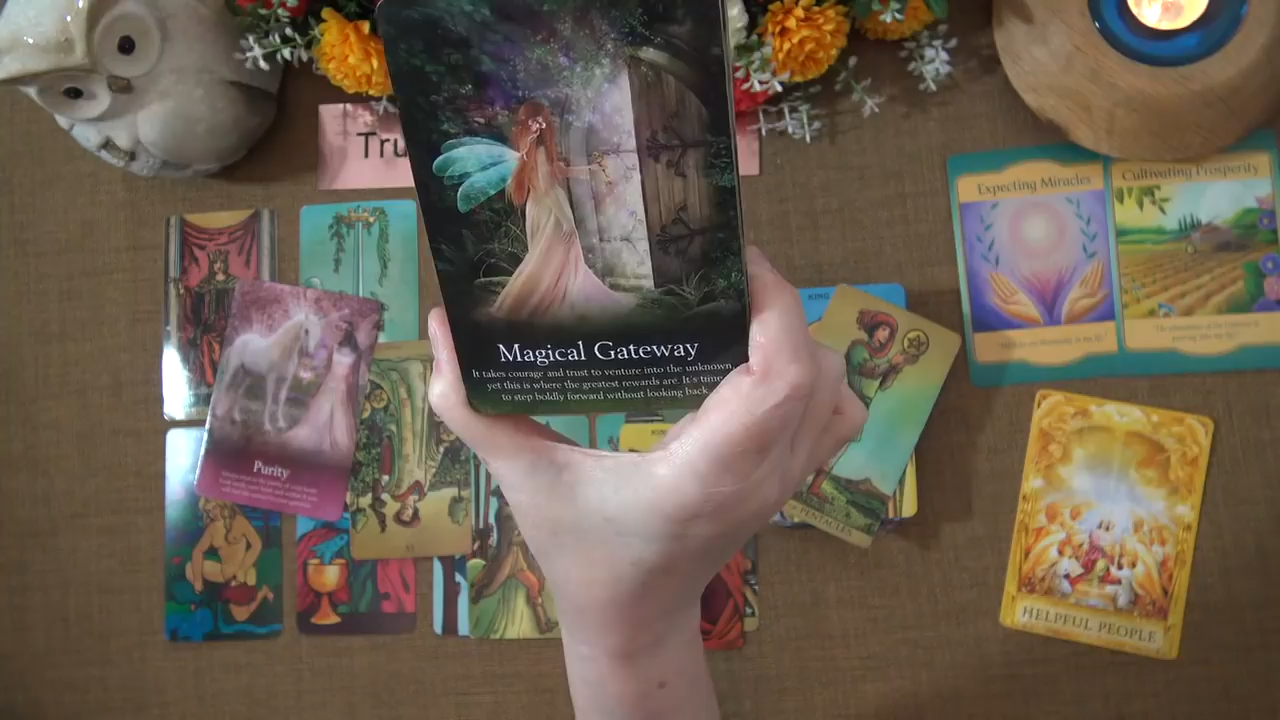 Tru
Expecting Miracles
Cultivating Prosperity
Magical Gateway
It takes courage and trust to venture into the unknown,
yet this is where the greatest rewards are. It's time
to step boldly forward without looking back.
KING
KING
Purity
PENTACLES
VI
HELPFUL PEOPLE